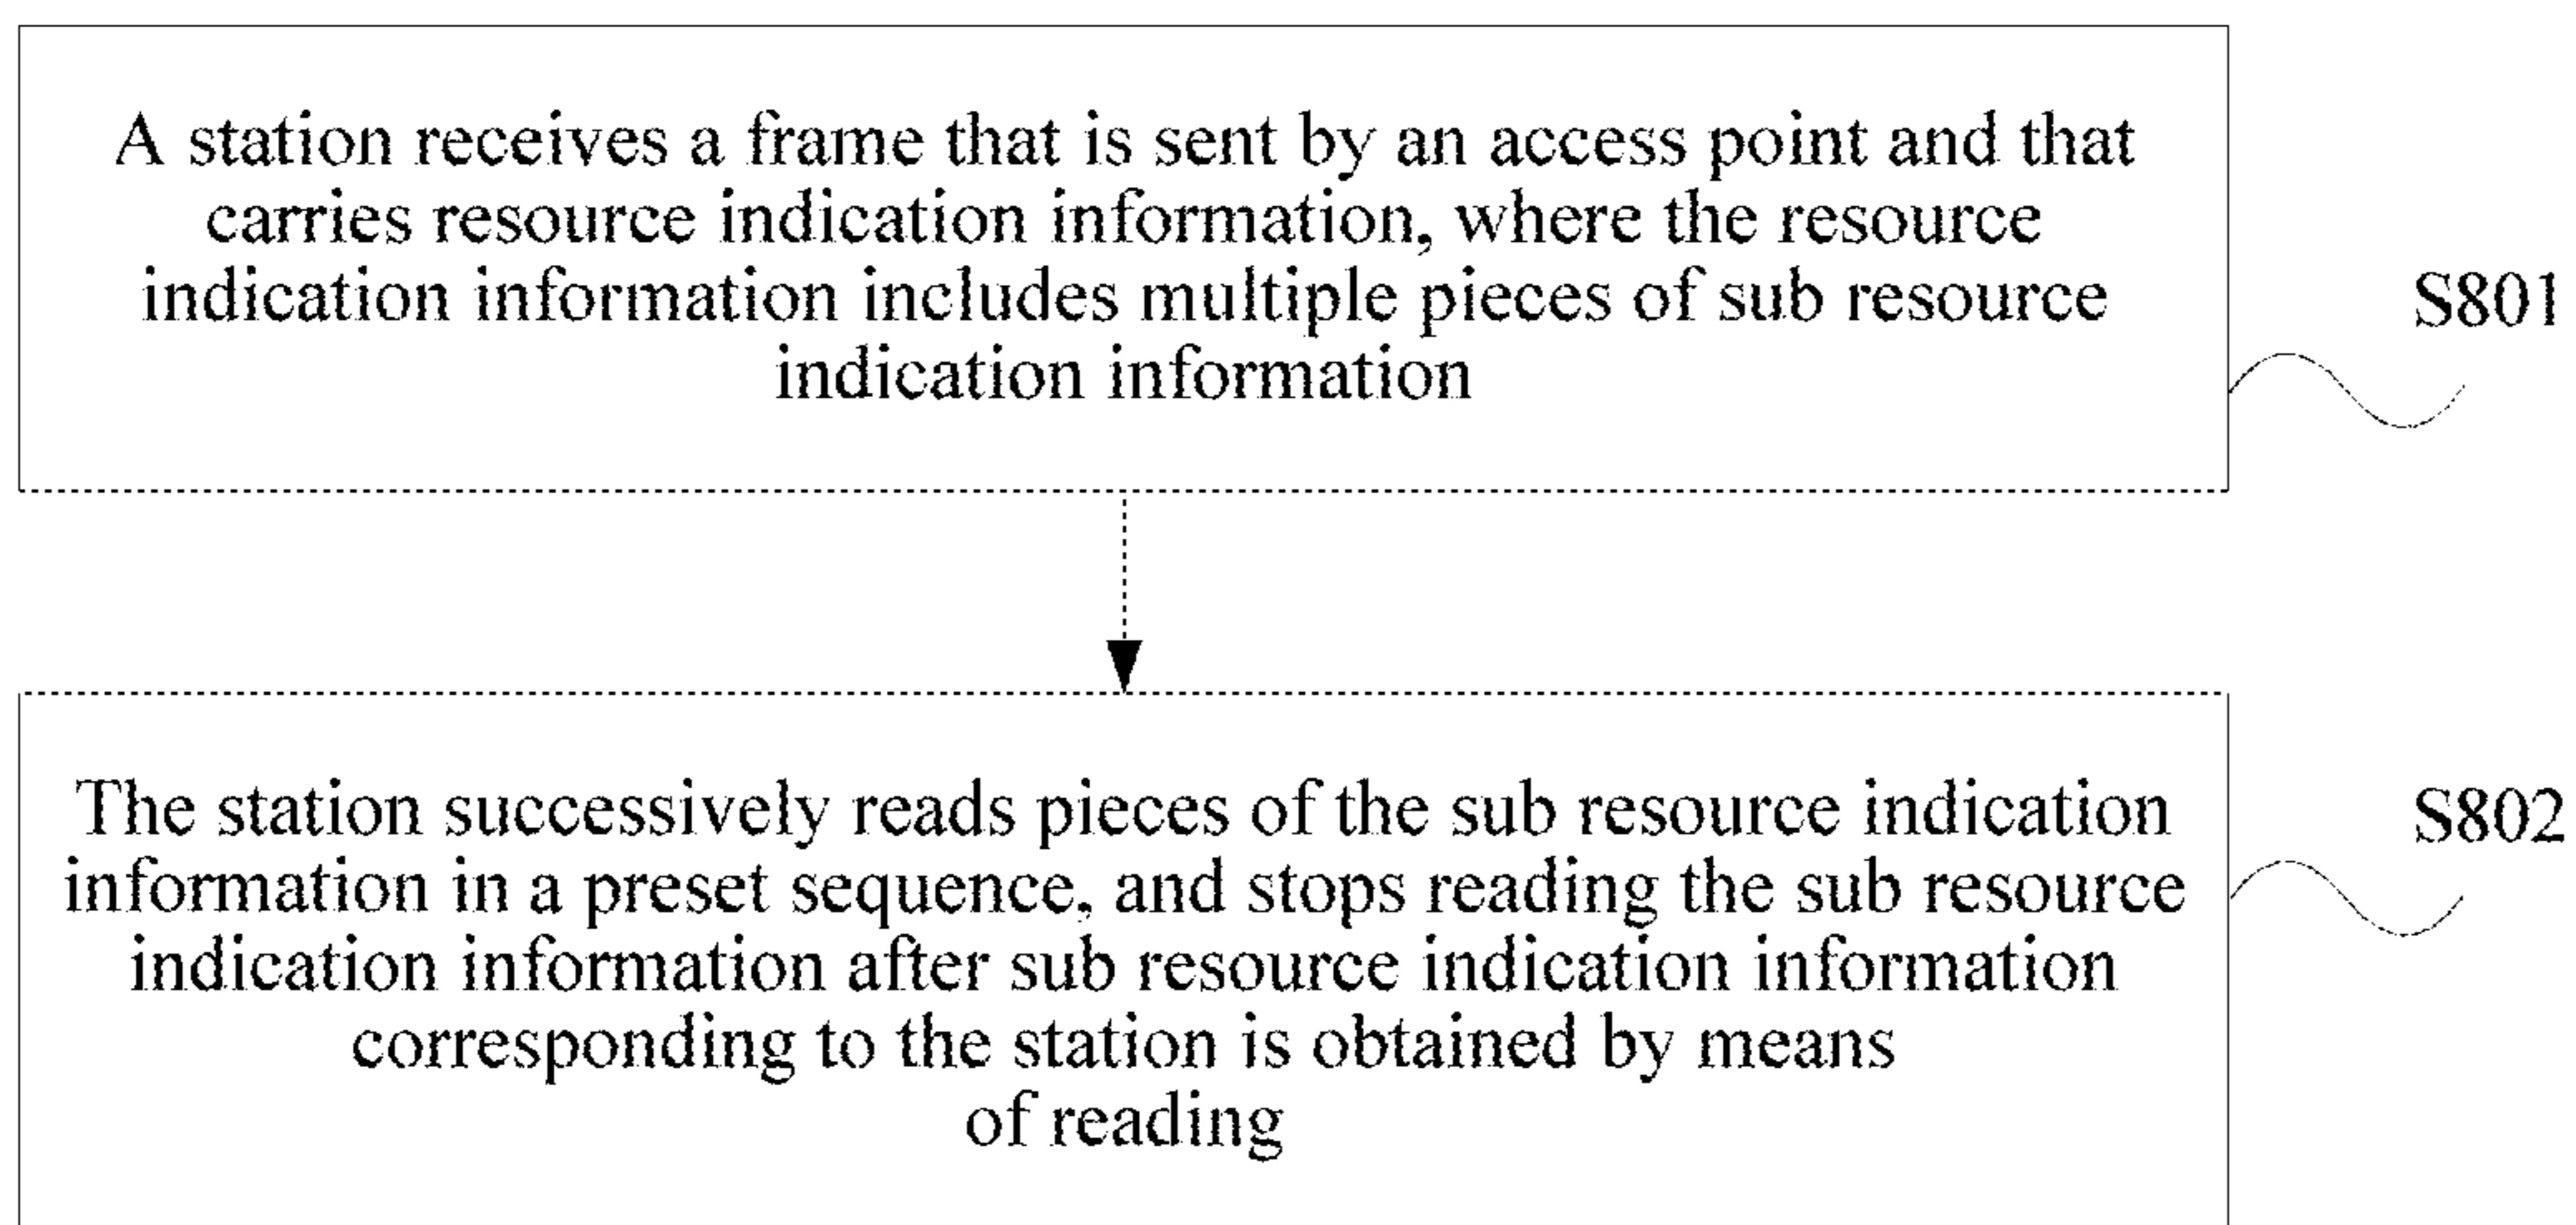 A station receives a frame that is sent by an access point and that
carries resource indication information, where the resource
indication information includes multiple pieces of sub resource
indication information
S801
The station successively reads pieces of the sub resource indication
information in a preset sequence, and stops reading the sub resource
indication information after sub resource indication information
corresponding to the station is obtained by means
of reading
S802